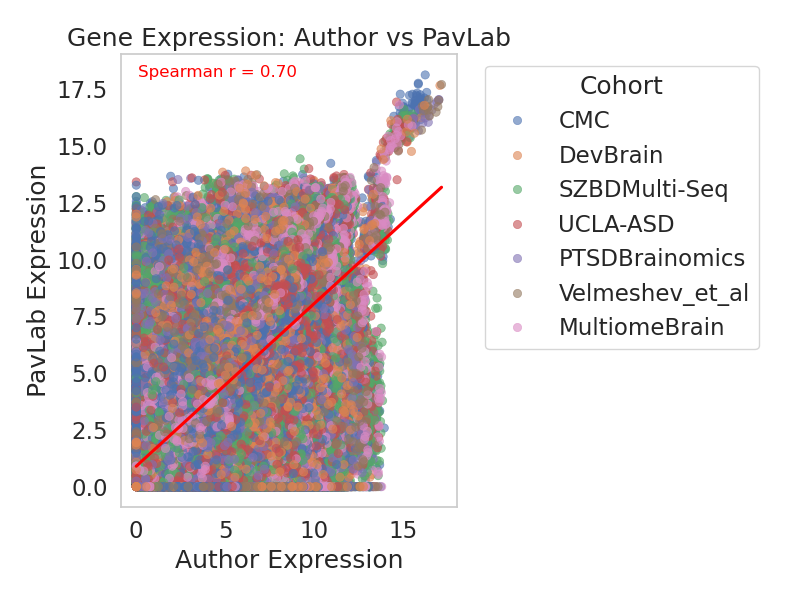 Gene Expression: Author vs PavLab
Spearman r = 0.70
17.5
15.0
12.5
10.0
7.5
5.0
2.5
0.0
PavLab Expression
0 5 10 15
Author Expression
Cohort
CMC
DevBrain
SZBDMulti-Seq
UCLA-ASD
PTSDBrainomics
Velmeshev_et_al
MultiomeBrain